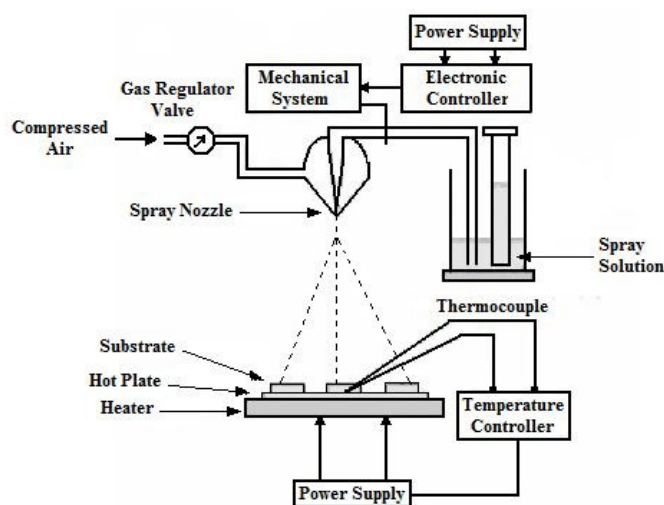 Power Supply
Mechanical
System
Electronic
Controller
Gas Regulator
Valve
Compressed
Air
Spray Nozzle
Spray
Solution
Thermocouple
Substrate
Hot Plate
Heater
Temperature
Controller
Power Supply